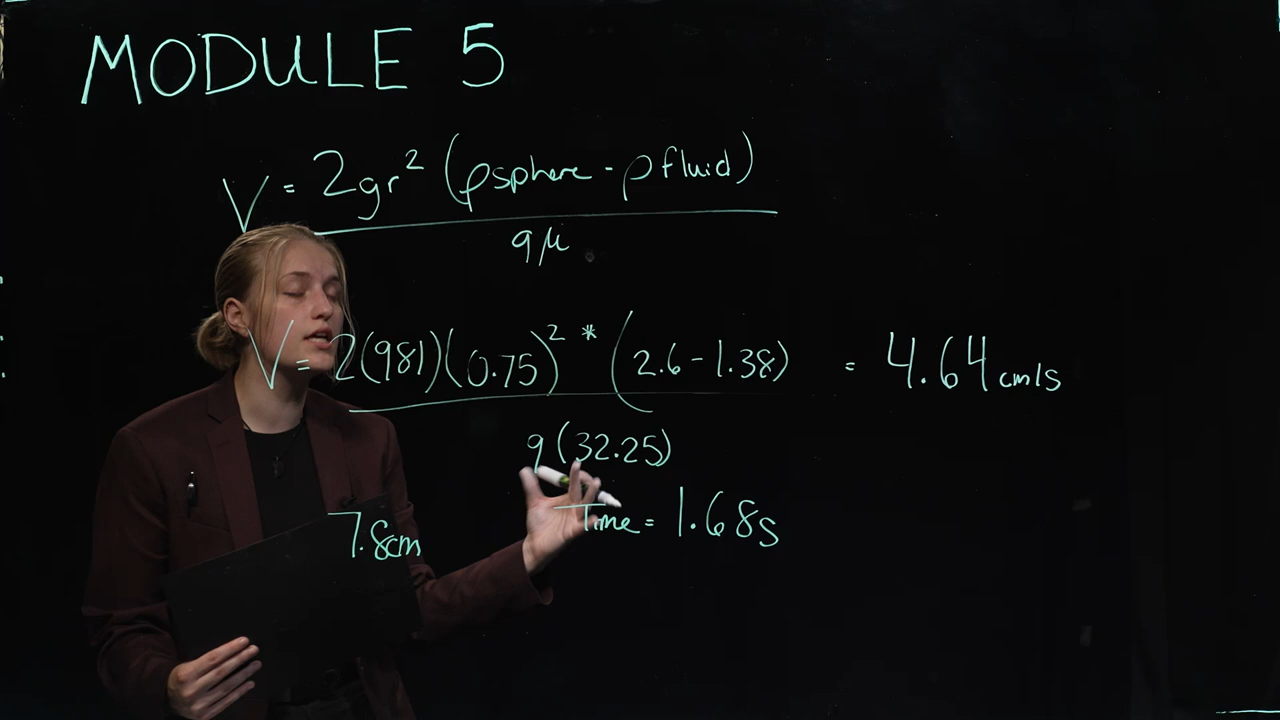 MODULE 5
V = 2gr² (ρsphere - ρfluid)
9μ
V = 2(981)(0.75)² * (2.6 - 1.38) = 4.64 cm/s
9(32.25)
7.8cm Time = 1.68s